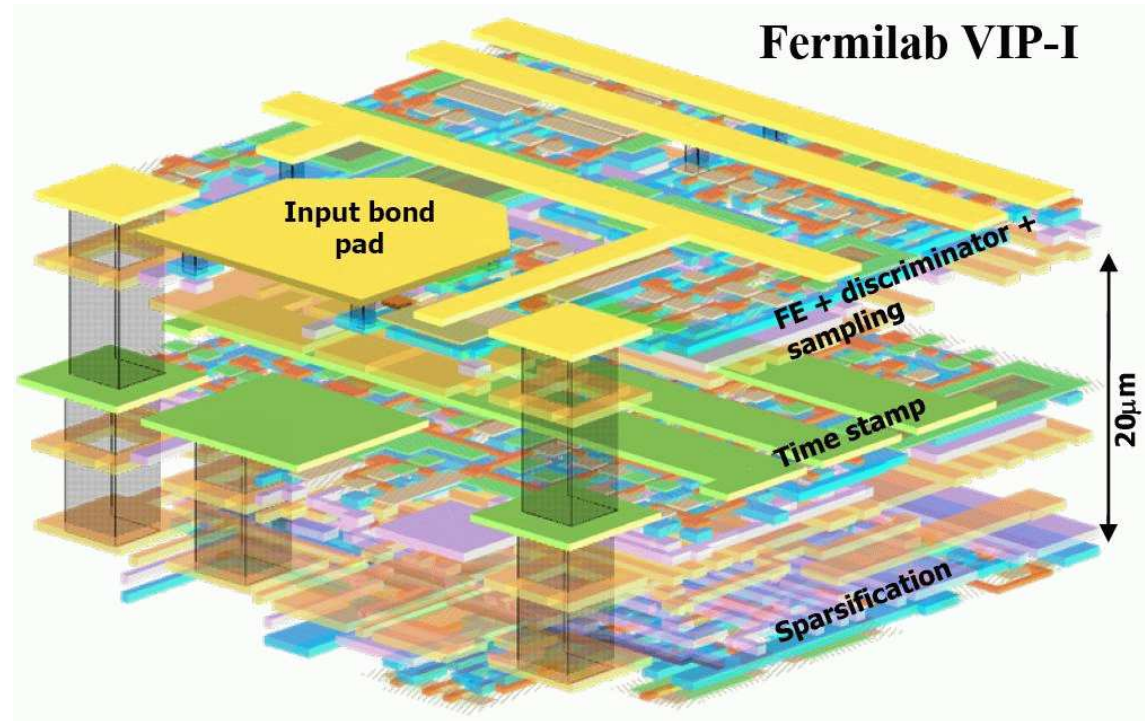 Fermilab VIP-I
Input bond
pad
FE + discriminator +
sampling
Time stamp
20μm
Sparsification